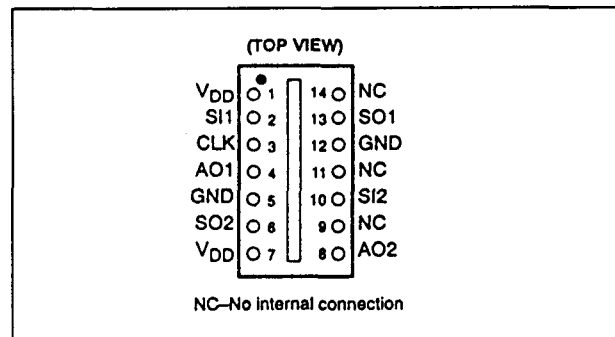 (TOP VIEW)
VDD 1 14 NC
SI1 2 13 SO1
CLK 3 12 GND
AO1 4 11 NC
GND 5 10 SI2
SO2 6 9 NC
VDD 7 8 AO2
NC–No internal connection